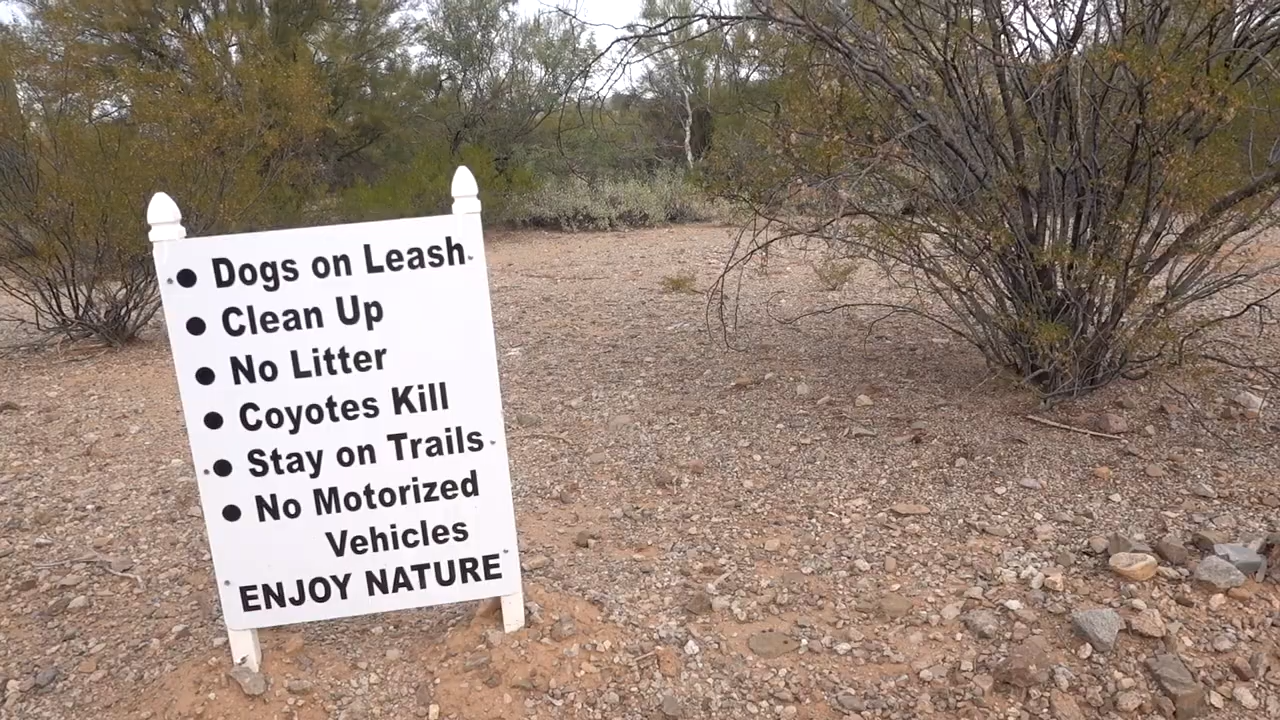 • Dogs on Leash
• Clean Up
• No Litter
• Coyotes Kill
• Stay on Trails
• No Motorized
Vehicles
ENJOY NATURE